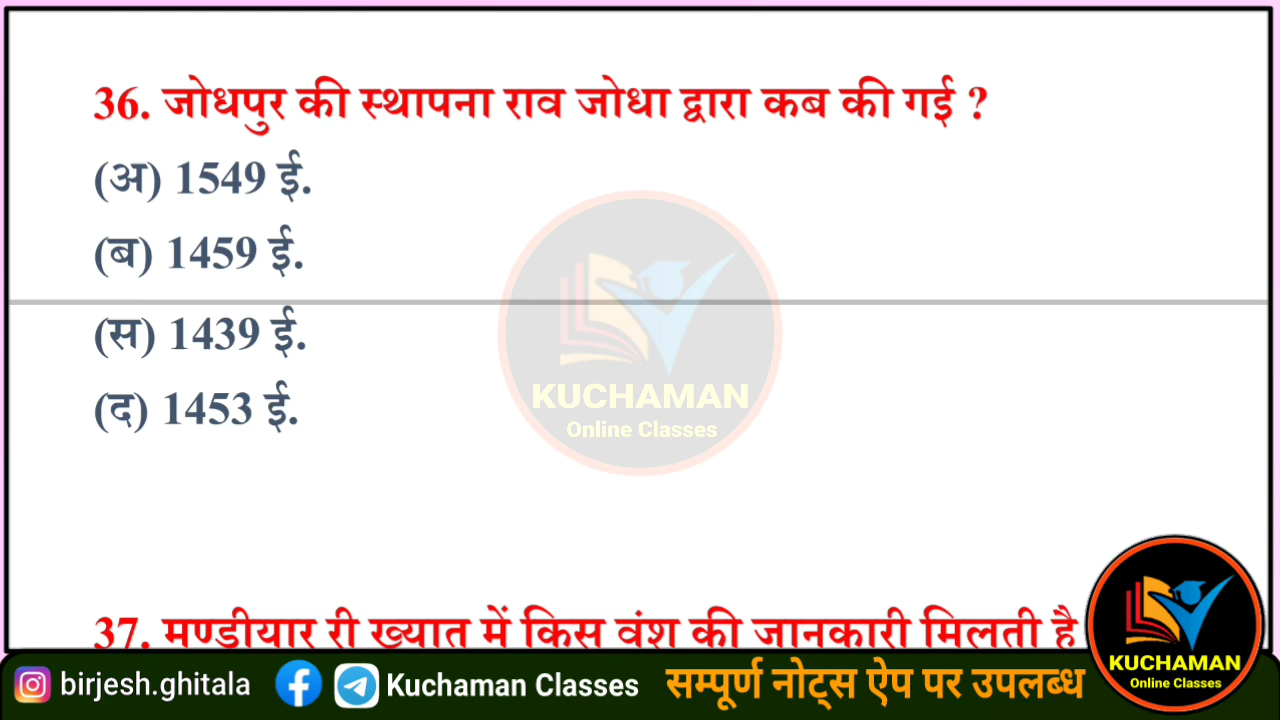 36. जोधपुर की स्थापना राव जोधा द्वारा कब की गई ?
(अ) 1549 ई.
(ब) 1459 ई.
(स) 1439 ई.
(द) 1453 ई.
KUCHAMAN
Online Classes
37. मण्डीयार री ख्यात में किस वंश की जानकारी मिलती है
KUCHAMAN
Online Classes
birjesh.ghitala Kuchaman Classes सम्पूर्ण नोट्स ऐप पर उपलब्ध